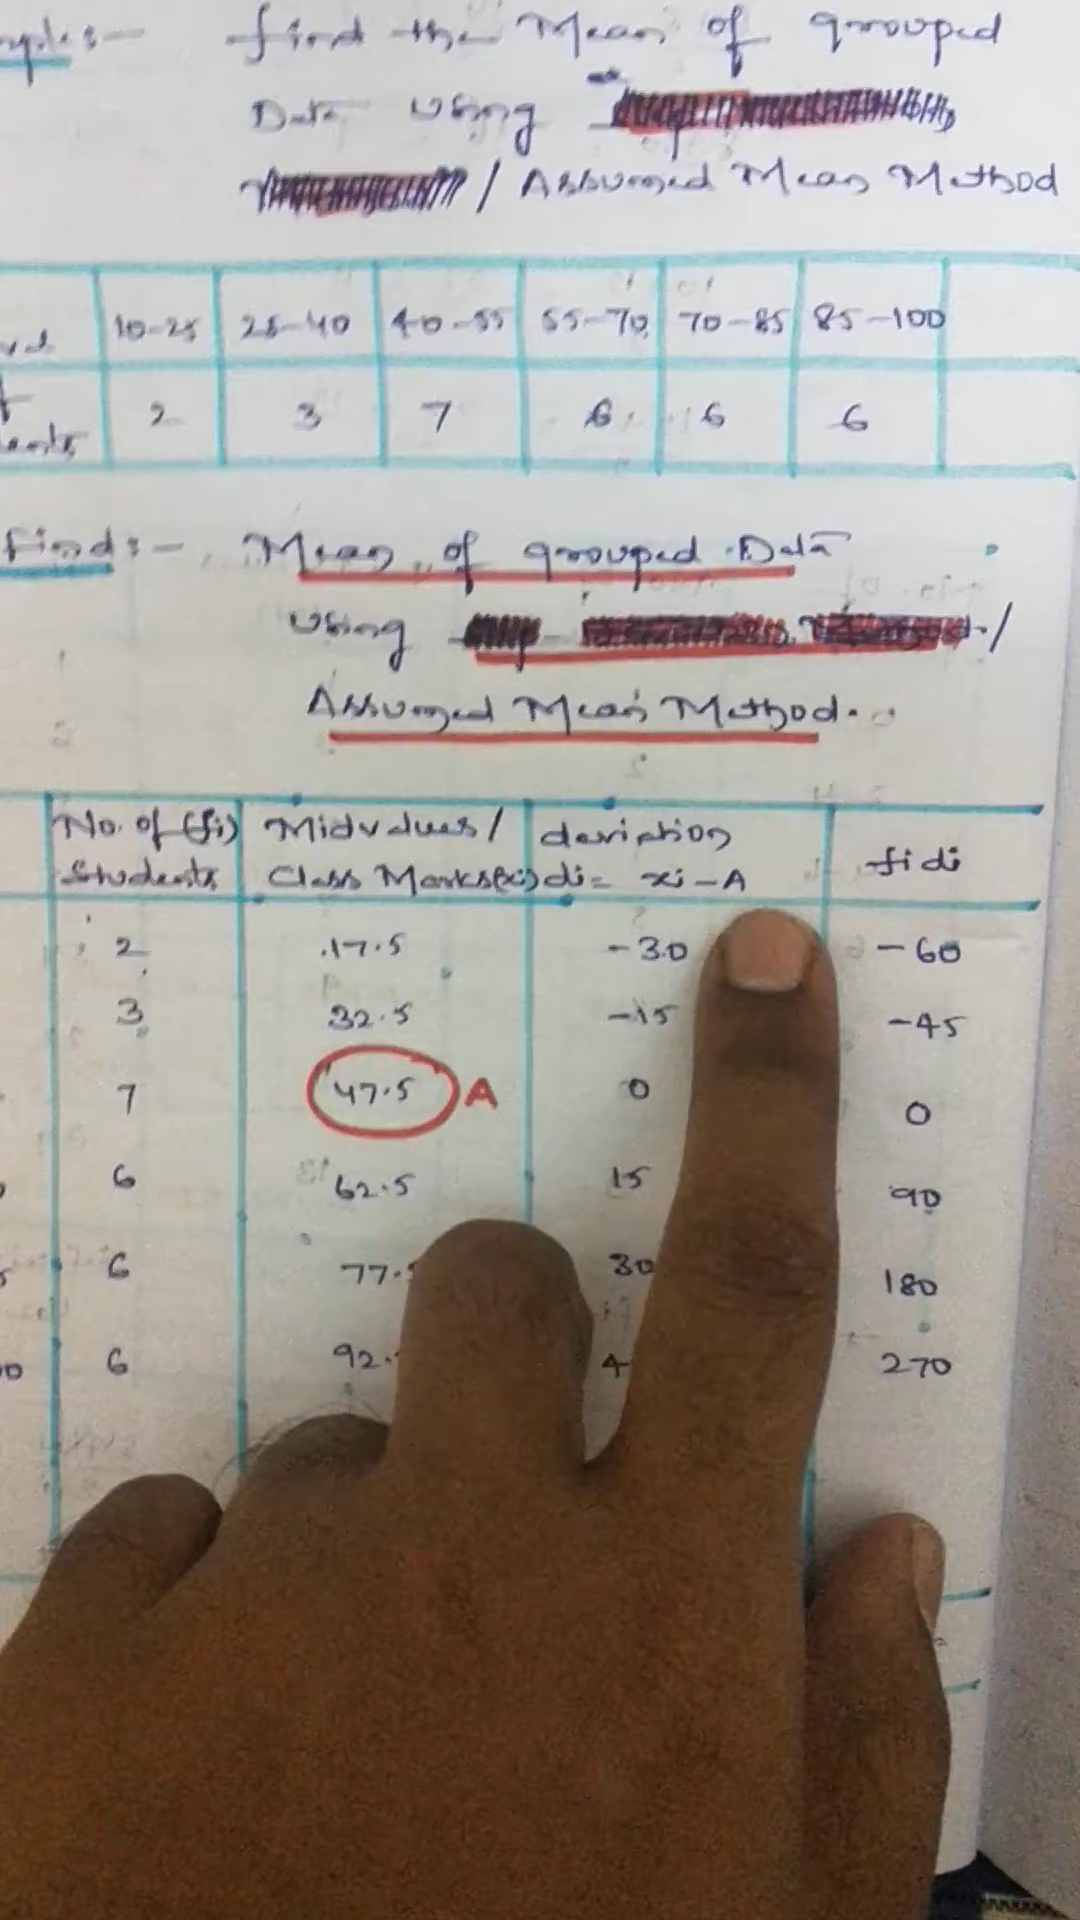 find the Mean of grouped
Data using
/ Assumed Mean Method
10-25 25-40 40-55 55-70 70-85 85-100
2 3 7 6 6 6
find:- Mean of grouped Data
using /
Assumed Mean Method.
No. of (fi) Students Midvalues/ Class Marks(xi) deviation di = xi - A fidi
2 17.5 -30 -60
3 32.5 -15 -45
7 47.5 A 0 0
6 62.5 15 90
6 30 180
6 270